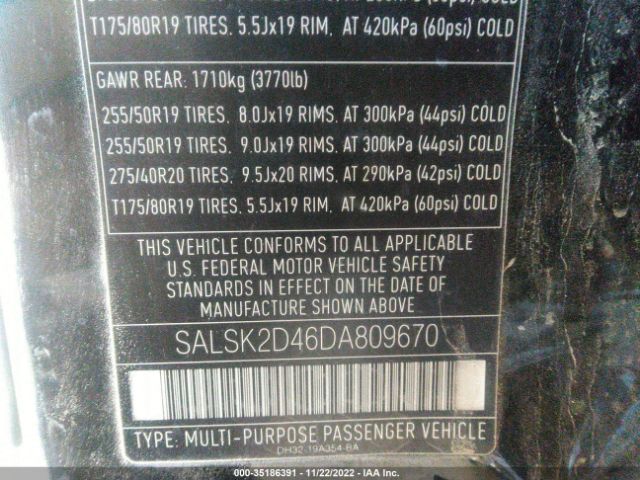 T175/80R19 TIRES, 5.5Jx19 RIM, AT 420kPa (60psi) COLD
GAWR REAR: 1710kg (3770lb)
255/50R19 TIRES, 8.0Jx19 RIMS, AT 300kPa (44psi) COLD
255/50R19 TIRES, 9.0Jx19 RIMS, AT 300kPa (44psi) COLD
275/40R20 TIRES, 9.5Jx20 RIMS, AT 290kPa (42psi) COLD
T175/80R19 TIRES, 5.5Jx19 RIM, AT 420kPa (60psi) COLD
THIS VEHICLE CONFORMS TO ALL APPLICABLE
U.S. FEDERAL MOTOR VEHICLE SAFETY
STANDARDS IN EFFECT ON THE DATE OF
MANUFACTURE SHOWN ABOVE
SALSK2D46DA809670
TYPE: MULTI-PURPOSE PASSENGER VEHICLE
DH32-19A354-BA
000-35186391 - 11/22/2022 - IAA Inc.